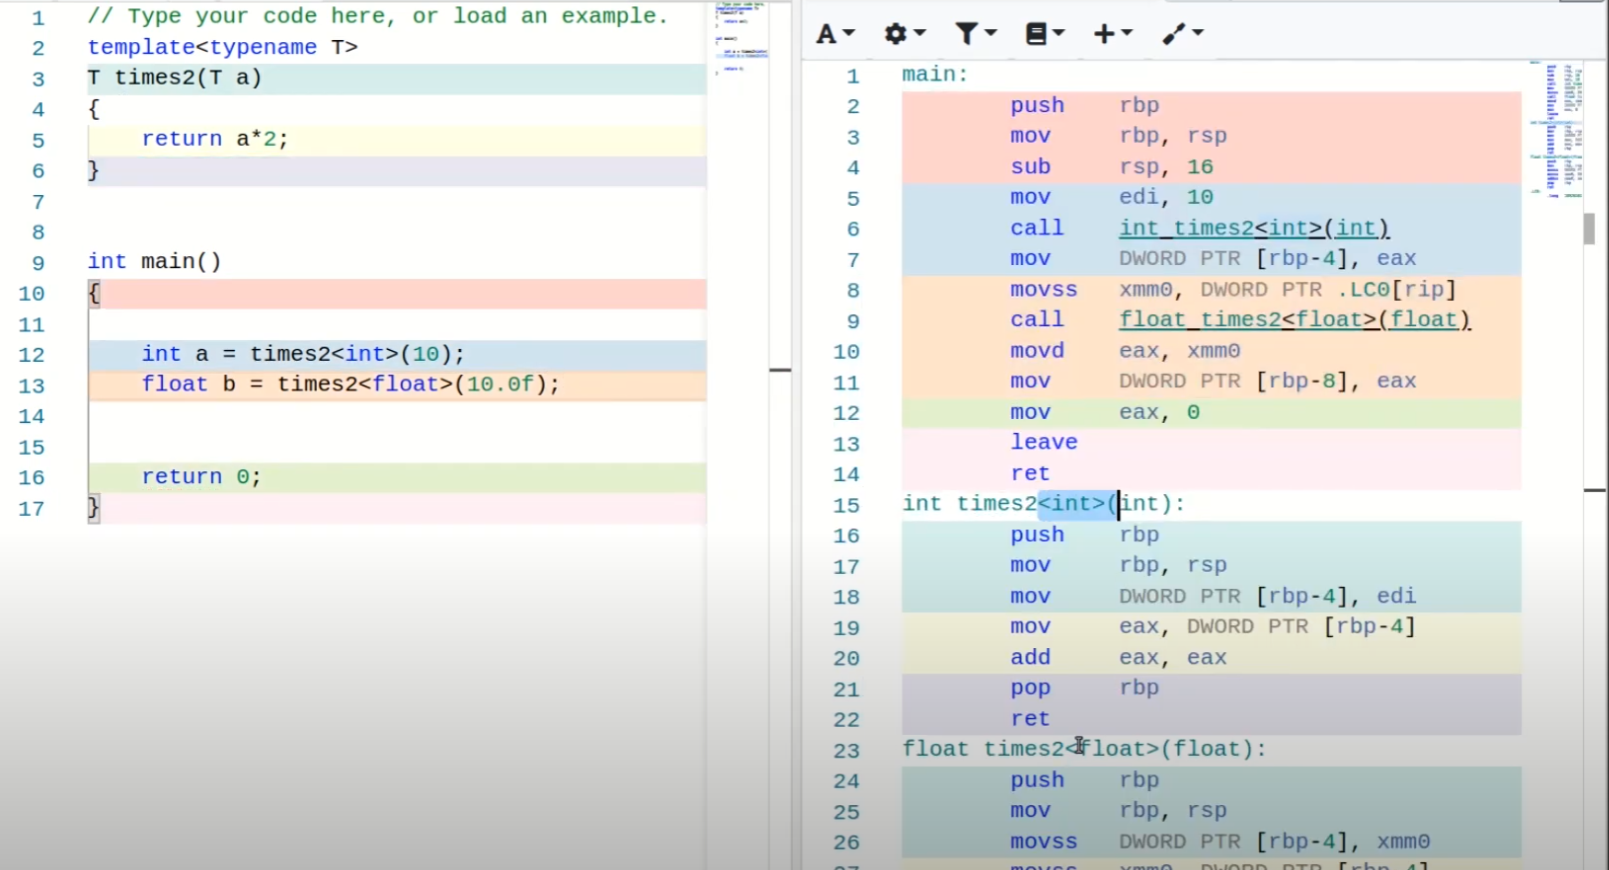 1 // Type your code here, or load an example.
2 template<typename T>
3 T times2(T a)
4 {
5 return a*2;
6 }
7
8
9 int main()
10 {
11
12 int a = times2<int>(10);
13 float b = times2<float>(10.0f);
14
15
16 return 0;
17 }
A
1 main:
2 push rbp
3 mov rbp, rsp
4 sub rsp, 16
5 mov edi, 10
6 call int times2<int>(int)
7 mov DWORD PTR [rbp-4], eax
8 movss xmm0, DWORD PTR .LC0[rip]
9 call float times2<float>(float)
10 movd eax, xmm0
11 mov DWORD PTR [rbp-8], eax
12 mov eax, 0
13 leave
14 ret
15 int times2<int>(int):
16 push rbp
17 mov rbp, rsp
18 mov DWORD PTR [rbp-4], edi
19 mov eax, DWORD PTR [rbp-4]
20 add eax, eax
21 pop rbp
22 ret
23 float times2<float>(float):
24 push rbp
25 mov rbp, rsp
26 movss DWORD PTR [rbp-4], xmm0
27 movss xmm0, DWORD PTR [rbp-4]